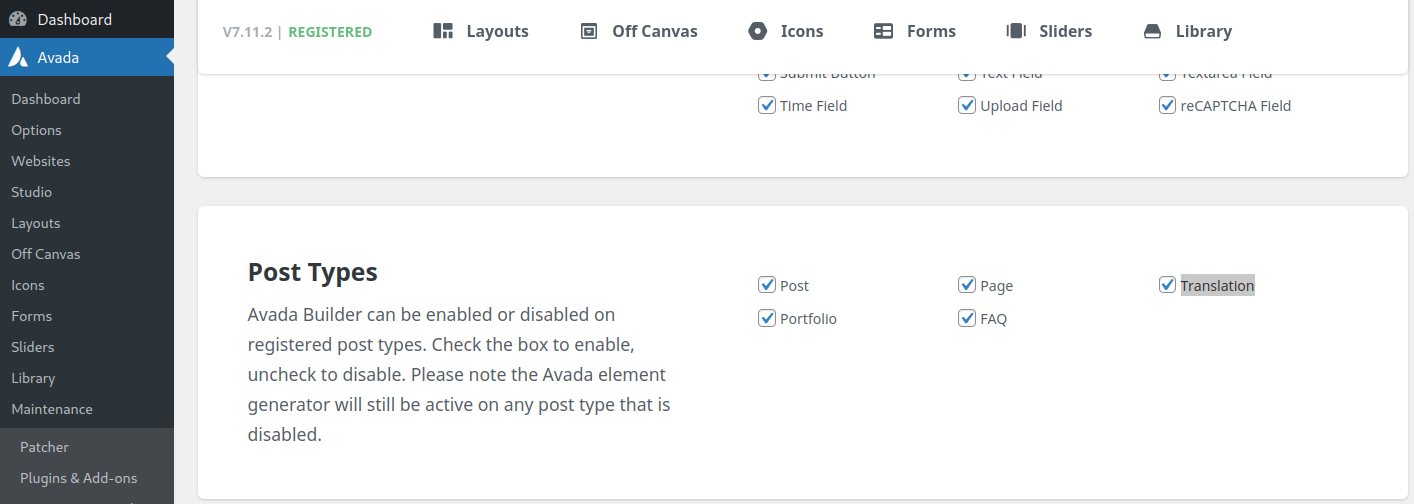 Dashboard
Avada
Dashboard
Options
Websites
Studio
Layouts
Off Canvas
Icons
Forms
Sliders
Library
Maintenance
Patcher
Plugins & Add-ons
V7.11.2 | REGISTERED
Layouts
Off Canvas
Icons
Forms
Sliders
Library
Submit Button Text Field Textarea Field
Time Field Upload Field reCAPTCHA Field
Post Types
Avada Builder can be enabled or disabled on
registered post types. Check the box to enable,
uncheck to disable. Please note the Avada element
generator will still be active on any post type that is
disabled.
Post Page Translation
Portfolio FAQ